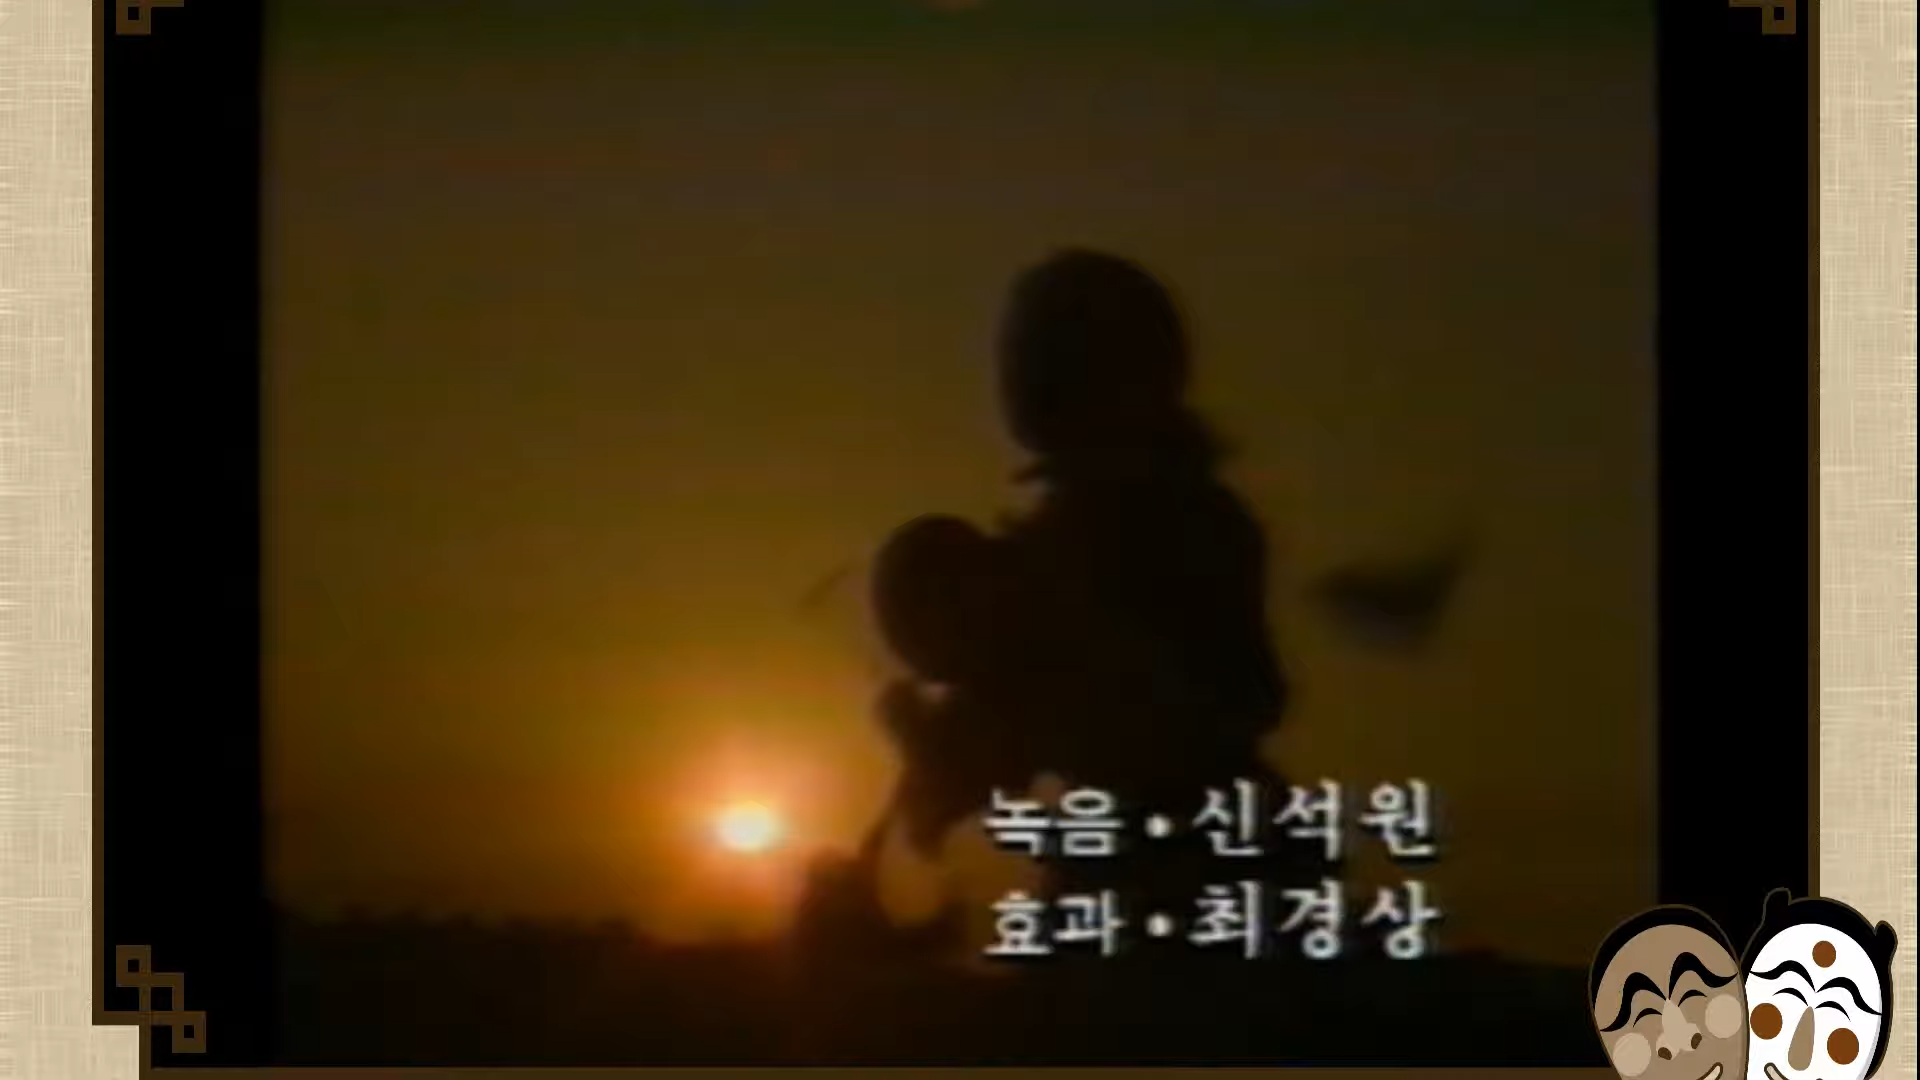 녹음 • 신석원
효과 • 최경상